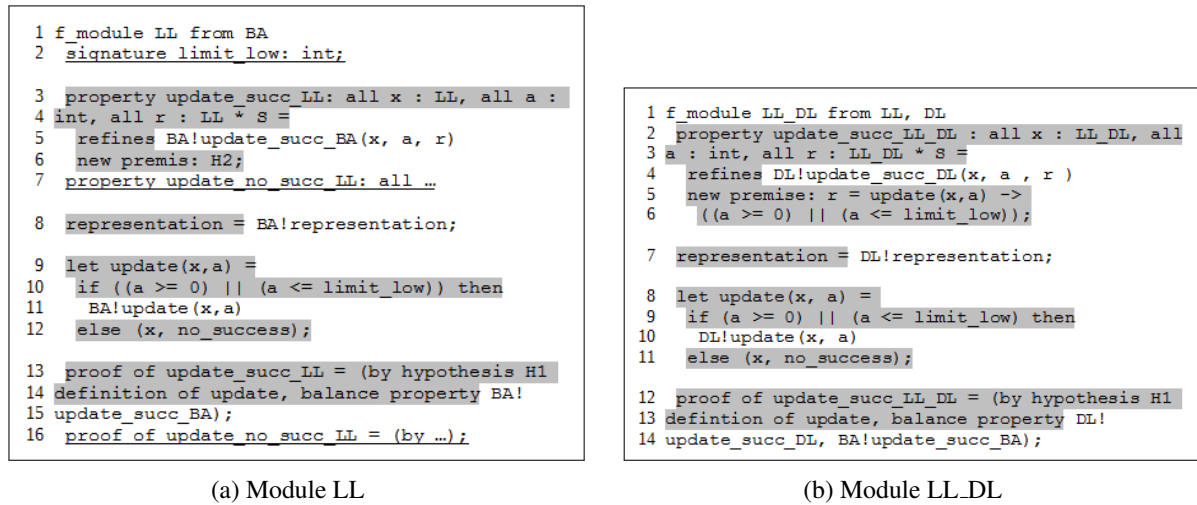 1 f_module LL from BA
2 signature limit_low: int;
3 property update_succ_LL: all x : LL, all a :
4 int, all r : LL * S =
5 refines BA!update_succ_BA(x, a, r)
6 new premis: H2;
7 property update_no_succ_LL: all …
8 representation = BA!representation;
9 let update(x,a) =
10 if ((a >= 0) || (a <= limit_low)) then
11 BA!update(x,a)
12 else (x, no_success);
13 proof of update_succ_LL = (by hypothesis H1
14 definition of update, balance property BA!
15 update_succ_BA);
16 proof of update_no_succ_LL = (by …);
(a) Module LL
1 f_module LL_DL from LL, DL
2 property update_succ_LL_DL : all x : LL_DL, all
3 a : int, all r : LL_DL * S =
4 refines DL!update_succ_DL(x, a , r )
5 new premise: r = update(x,a) ->
6 ((a >= 0) || (a <= limit_low));
7 representation = DL!representation;
8 let update(x, a) =
9 if (a >= 0) || (a <= limit_low) then
10 DL!update(x, a)
11 else (x, no_success);
12 proof of update_succ_LL_DL = (by hypothesis H1
13 defintion of update, balance property DL!
14 update_succ_DL, BA!update_succ_BA);
(b) Module LL_DL